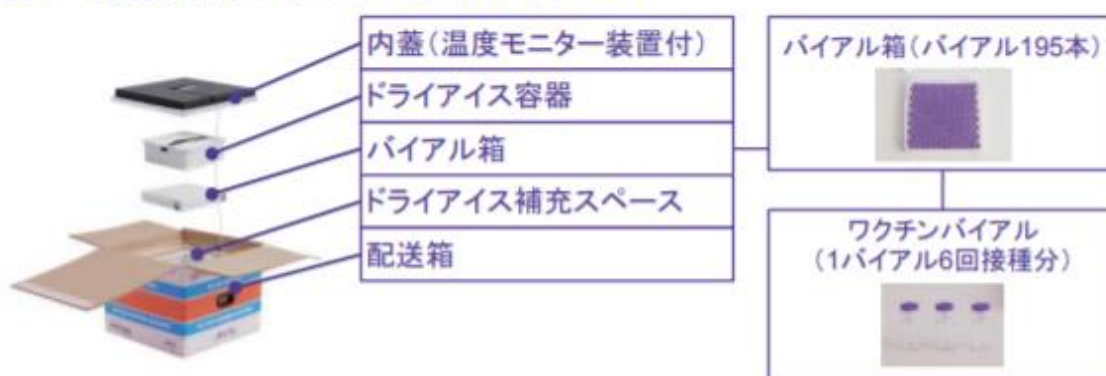 内蓋(温度モニター装置付)
ドライアイス容器
バイアル箱
ドライアイス補充スペース
配送箱
バイアル箱(バイアル195本)
ワクチンバイアル
(1バイアル6回接種分)